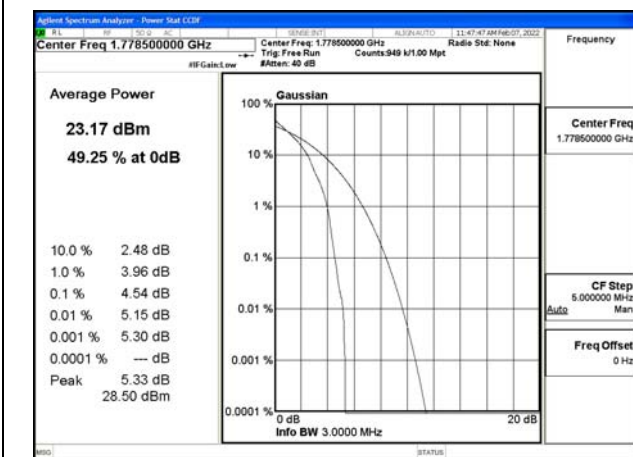 Agilent Spectrum Analyzer - Power Stat CCDF
RL RF 50 Ω AC SENSE:INT ALIGNAUTO 11:47:47 AM Feb 07, 2022
Center Freq 1.778500000 GHz
Center Freq: 1.778500000 GHz
Radio Std: None
Trig: Free Run
Counts:949 k/1.00 Mpt
#IFGain:Low
#Atten: 40 dB
Frequency
Average Power
23.17 dBm
49.25 % at 0dB
10.0 % 2.48 dB
1.0 % 3.96 dB
0.1 % 4.54 dB
0.01 % 5.15 dB
0.001 % 5.30 dB
0.0001 % --- dB
Peak 5.33 dB
28.50 dBm
Gaussian
100 %
10 %
1 %
0.1 %
0.01 %
0.001 %
0.0001 %
0 dB
20 dB
Info BW 3.0000 MHz
Center Freq
1.778500000 GHz
CF Step
5.000000 MHz
Auto Man
Freq Offset
0 Hz
MSG
STATUS